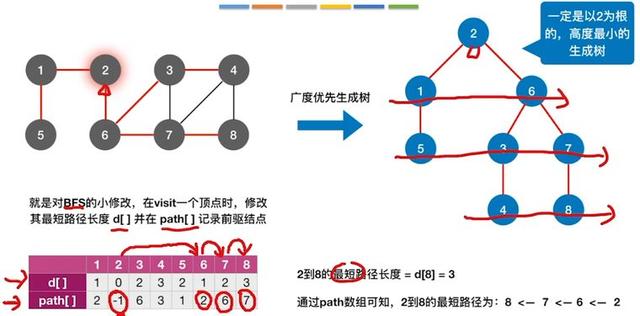 1
2
3
4
5
6
7
8
广度优先生成树
2
1
6
5
3
7
4
8
一定是以2为根
的，高度最小的
生成树
就是对BFS的小修改，在visit一个顶点时，修改
其最短路径长度 d[ ] 并在 path[ ] 记录前驱结点
1 2 3 4 5 6 7 8
d[] 1 0 2 3 2 1 2 3
path[] 2 -1 6 3 1 2 6 7
2到8的最短路径长度 = d[8] = 3
通过path数组可知，2到8的最短路径为：8 <— 7 <— 6 <— 2